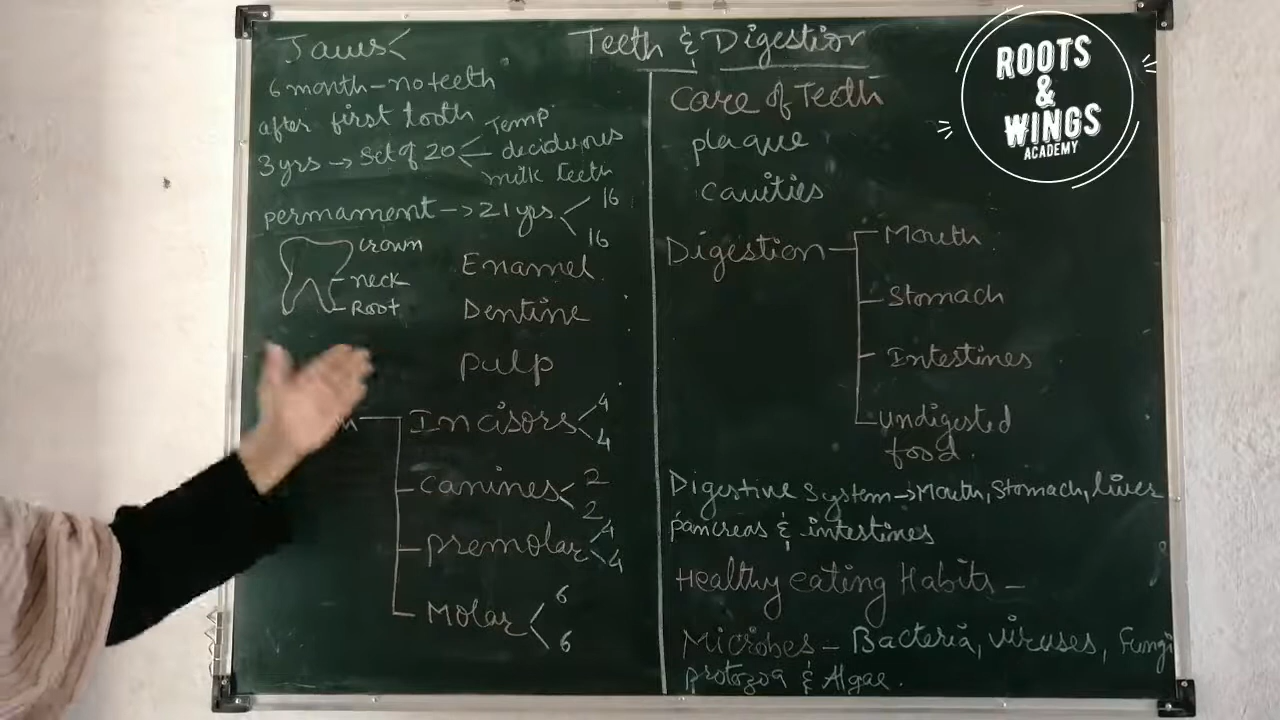 Teeth & Digestion
Jaws
6 month - no teeth
after first tooth
3 yrs → Set of 20
Temp
deciduous
milk teeth
permament → 21 yrs
16
16
crown
neck
Root
Enamel
Dentine
pulp
Incisors
4
4
canines
2
2
premolar
4
4
Molar
6
6
Care of Teeth
plaque
cavities
Digestion
Mouth
Stomach
Intestines
undigested
food.
Digestive System → Mouth, Stomach, liver
pancreas & intestines
Healthy eating Habits -
Microbes - Bacteria, viruses, Fungi
protozoa & Algae.
ROOTS
&
WINGS
ACADEMY